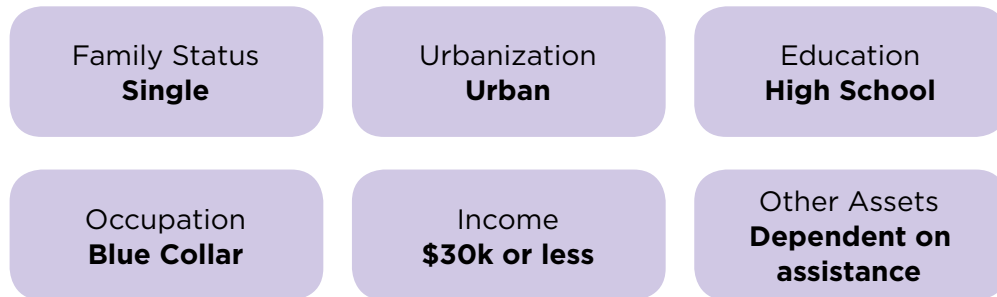 Family Status
Single
Urbanization
Urban
Education
High School
Occupation
Blue Collar
Income
$30k or less
Other Assets
Dependent on
assistance